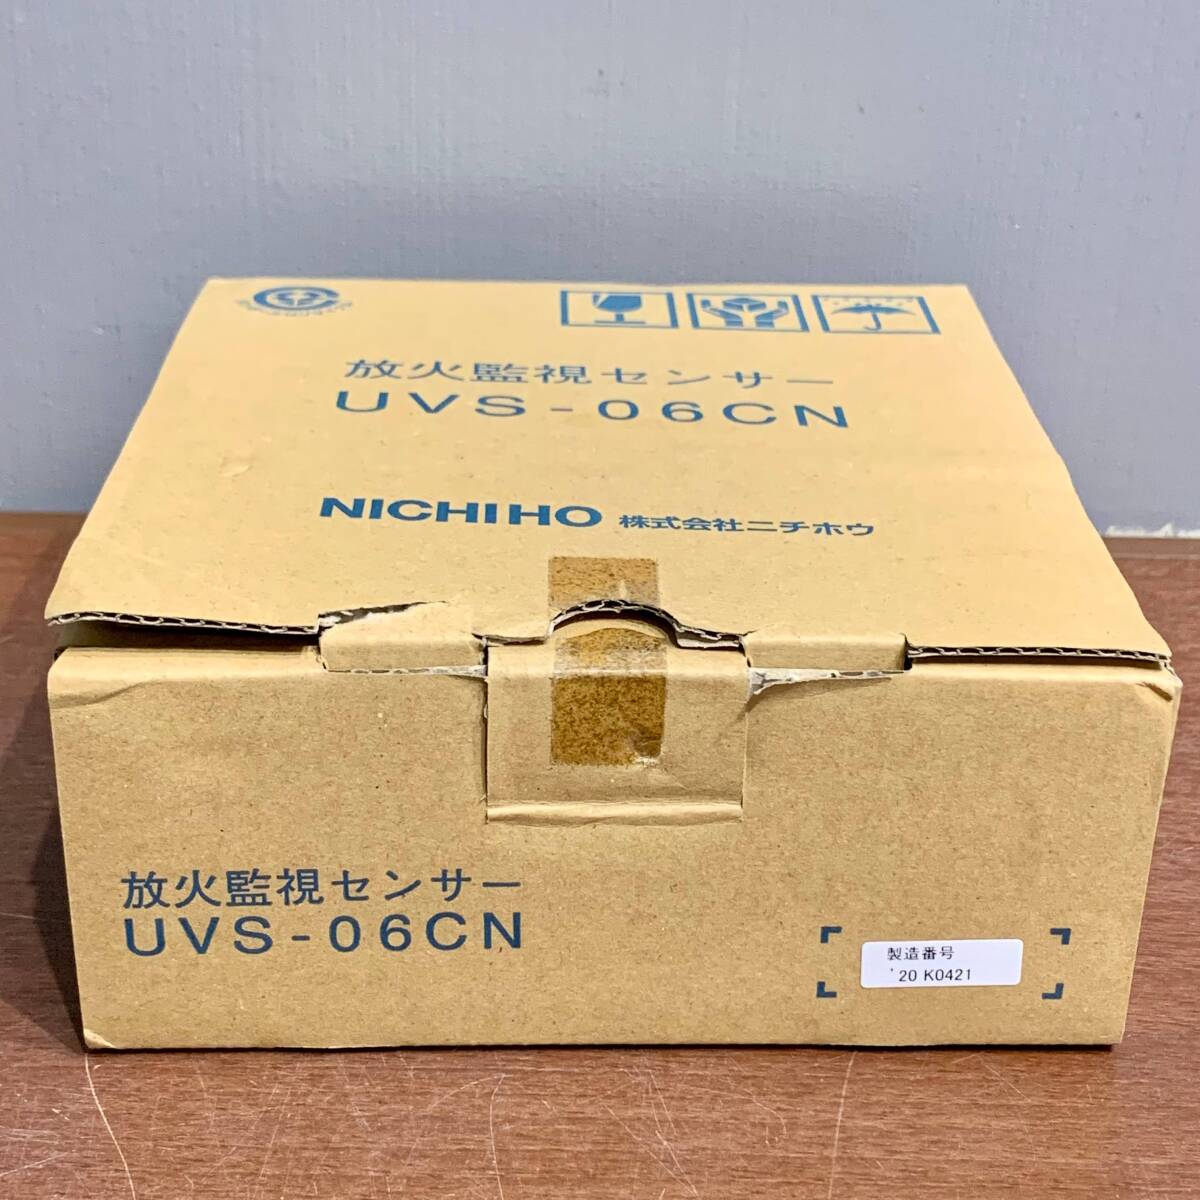 放火監視センサー
UVS-06CN
NICHIHO 株式会社ニチホウ
放火監視センサー
UVS-06CN
製造番号
'20 K0421